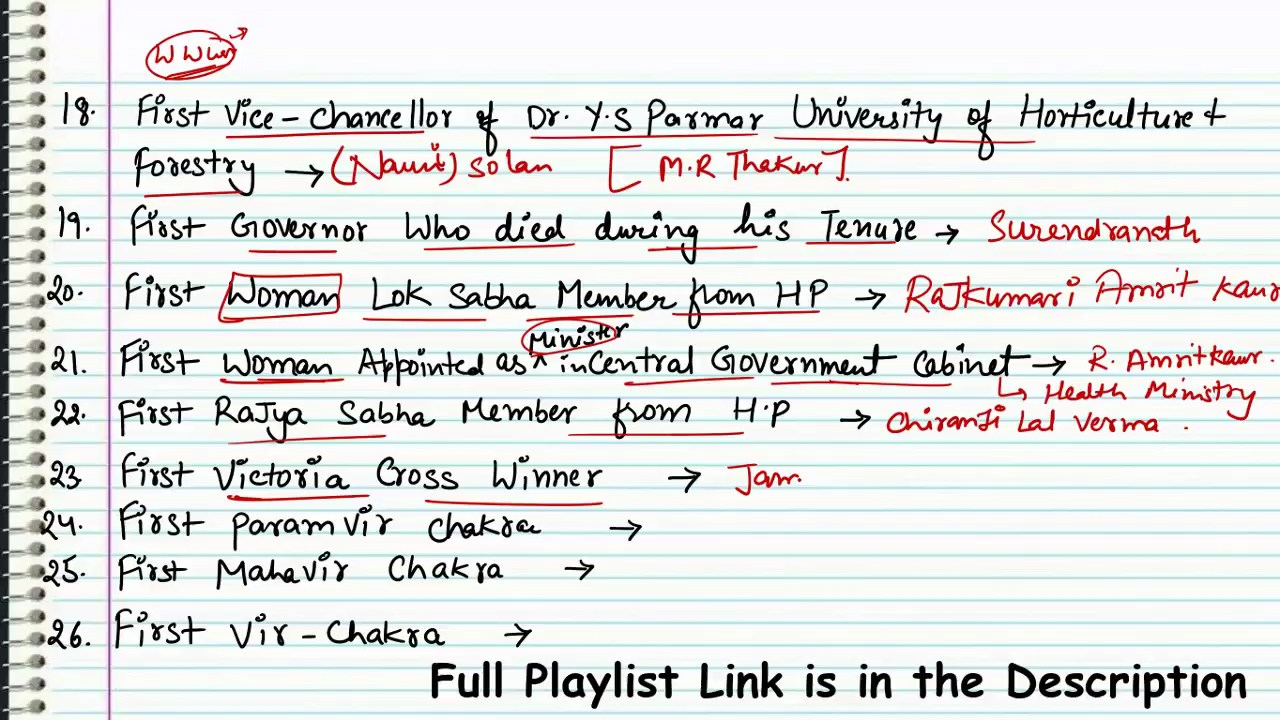 18. First Vice-chancellor of Dr. Y.S Parmar University of Horticulture &
Forestry → (Nauni) Solan [M.R Thakur].
19. First Governor Who died during his Tenure → Surendranath
20. First Woman Lok Sabha Member from HP → RaJkumari Amrit Kaur
Minister
21. First Woman Appointed as ^ in Central Government Cabinet → R. Amritkaur.
↳ Health Ministry
22. First RaJya Sabha Member from H.P → ChiranJi Lal Verma.
23. First Victoria Cross Winner → Jam
24. First Paramvir Chakra →
25. First Mahavir Chakra →
26. First Vir-Chakra →
Full Playlist Link is in the Description